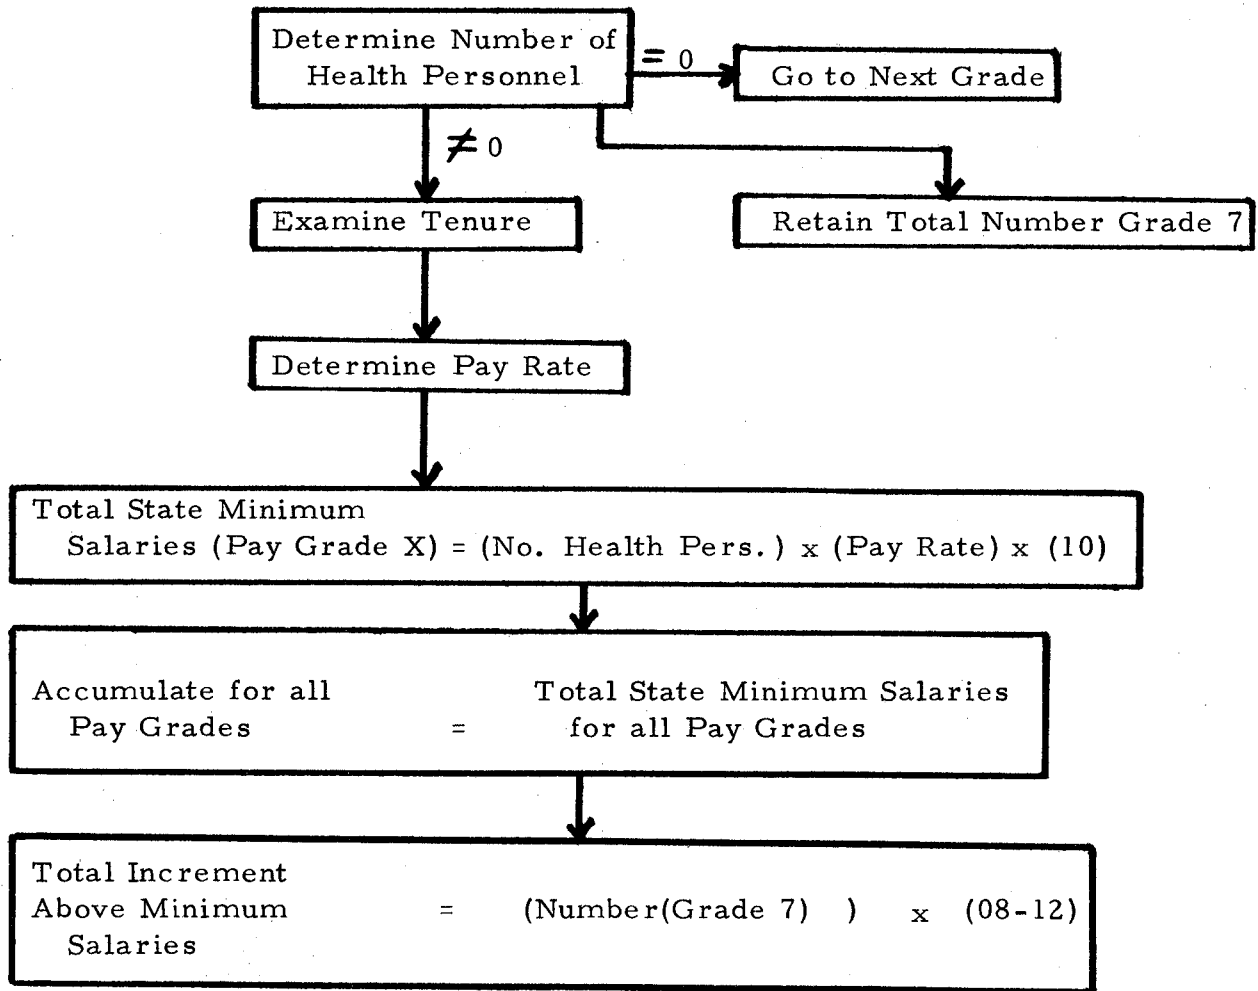 Determine Number of
Health Personnel
= 0
Go to Next Grade
≠ 0
Examine Tenure
Retain Total Number Grade 7
Determine Pay Rate
Total State Minimum
Salaries (Pay Grade X) = (No. Health Pers.) x (Pay Rate) x (10)
Accumulate for all Total State Minimum Salaries
Pay Grades = for all Pay Grades
Total Increment
Above Minimum = (Number(Grade 7) ) x (08-12)
Salaries